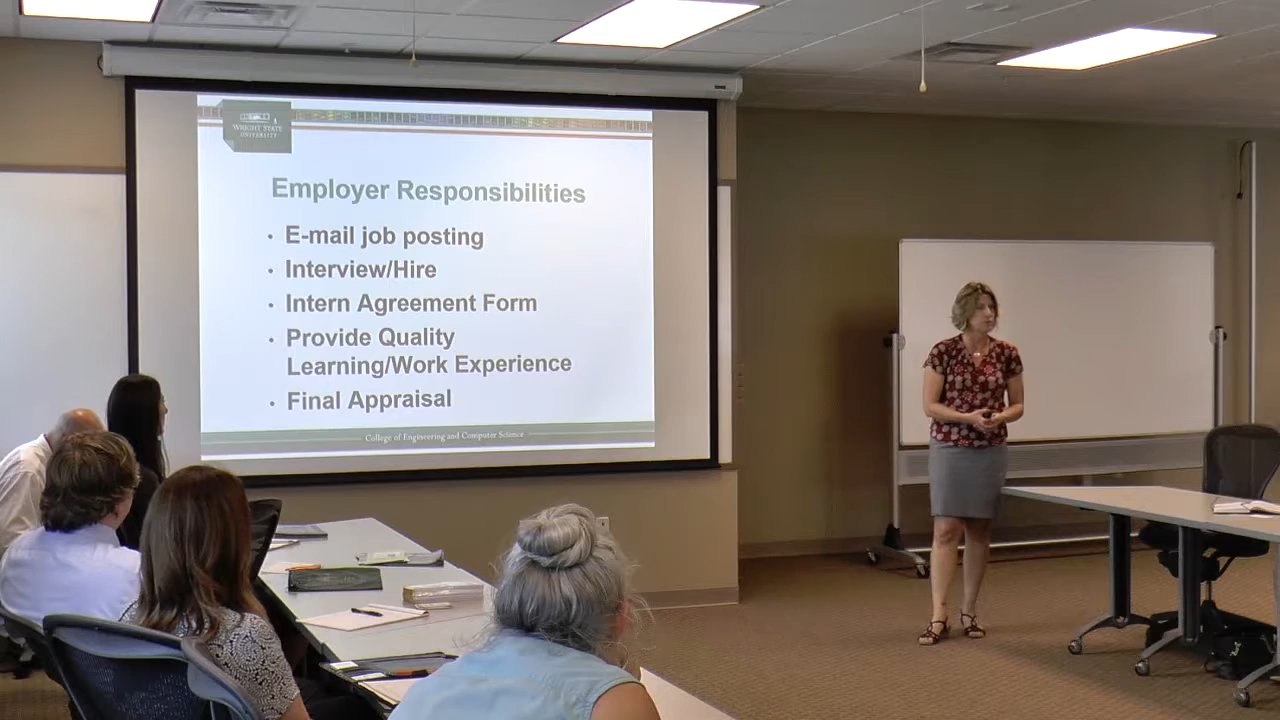 WRIGHT STATE
UNIVERSITY
Employer Responsibilities
• E-mail job posting
• Interview/Hire
• Intern Agreement Form
• Provide Quality
Learning/Work Experience
• Final Appraisal
College of Engineering and Computer Science